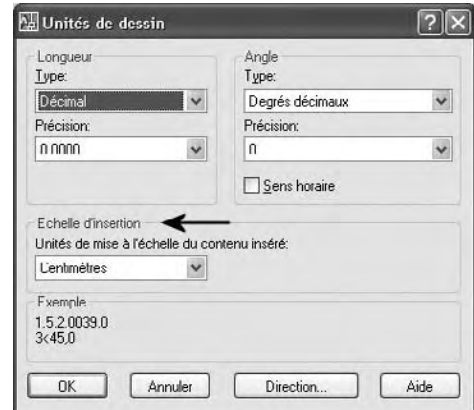 Unités de dessin
Longueur
Type:
Décimal
Précision:
0.0000
Angle
Type:
Degrés décimaux
Précision:
0
Sens horaire
Echelle d'insertion
Unités de mise à l'échelle du contenu inséré:
Centimètres
Exemple
1.5.2.0039.0
3<45,0
OK
Annuler
Direction...
Aide